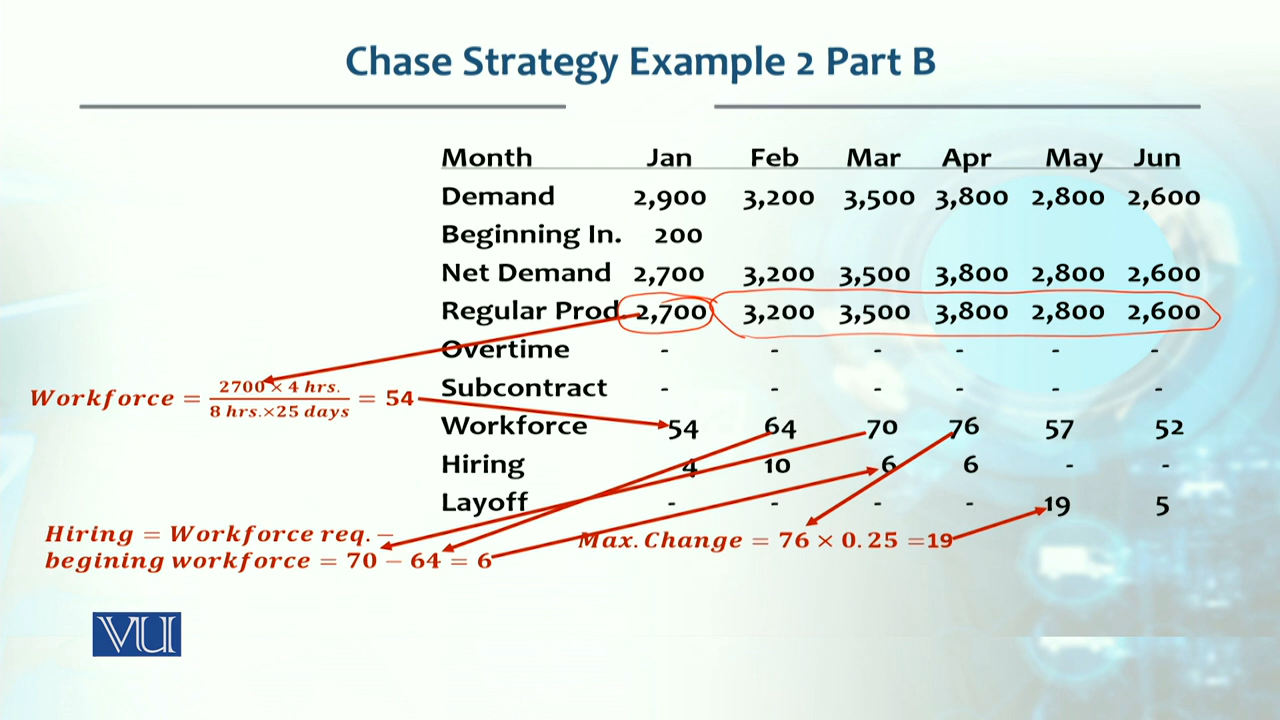 Chase Strategy Example 2 Part B
Month Jan Feb Mar Apr May Jun
Demand 2,900 3,200 3,500 3,800 2,800 2,600
Beginning In. 200
Net Demand 2,700 3,200 3,500 3,800 2,800 2,600
Regular Prod 2,700 3,200 3,500 3,800 2,800 2,600
Overtime - - - - - -
Subcontract - - - - - -
Workforce = 2700 × 4 hrs. / 8 hrs.×25 days = 54
Workforce 54 64 70 76 57 52
Hiring 4 10 6 6 - -
Layoff - - - - 19 5
Hiring = Workforce req. −
begining workforce = 70 − 64 = 6
Max. Change = 76 × 0.25 =19
VU